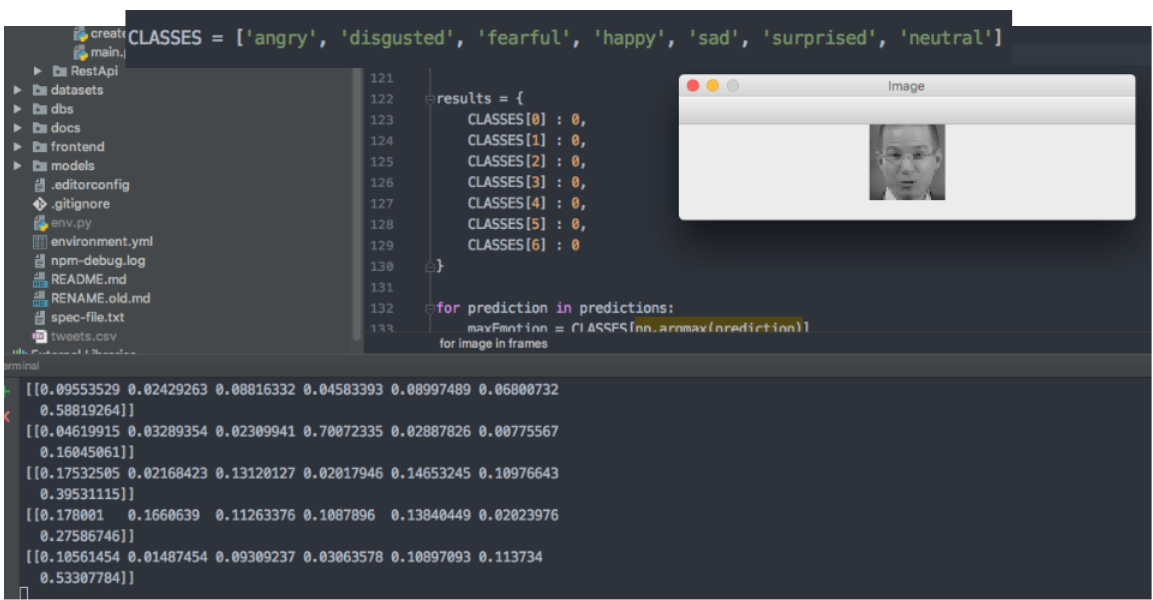 create
CLASSES = ['angry', 'disgusted', 'fearful', 'happy', 'sad', 'surprised', 'neutral']
main.
RestApi
datasets
dbs
docs
frontend
models
.editorconfig
.gitignore
env.py
environment.yml
npm-debug.log
README.md
RENAME.old.md
spec-file.txt
tweets.csv
External Libraries
121
122 results = {
123 CLASSES[0] : 0,
124 CLASSES[1] : 0,
125 CLASSES[2] : 0,
126 CLASSES[3] : 0,
127 CLASSES[4] : 0,
128 CLASSES[5] : 0,
129 CLASSES[6] : 0
130 }
131
132 for prediction in predictions:
133 maxEmotion = CLASSES[np.argmax(prediction)]
for image in frames
Image
erminal
[[0.09553529 0.02429263 0.08816332 0.04583393 0.08997489 0.06800732
0.58819264]]
[[0.04619915 0.03289354 0.02309941 0.70072335 0.02887826 0.00775567
0.16045061]]
[[0.17532505 0.02168423 0.13120127 0.02017946 0.14653245 0.10976643
0.39531115]]
[[0.178001 0.1660639 0.11263376 0.1087896 0.13840449 0.02023976
0.27586746]]
[[0.10561454 0.01487454 0.09309237 0.03063578 0.10897093 0.113734
0.53307784]]